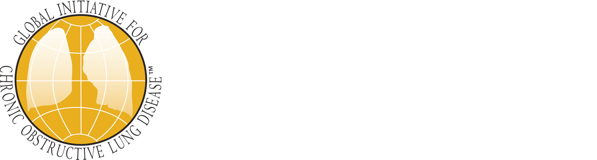 GLOBAL INITIATIVE FOR
CHRONIC OBSTRUCTIVE LUNG DISEASE™